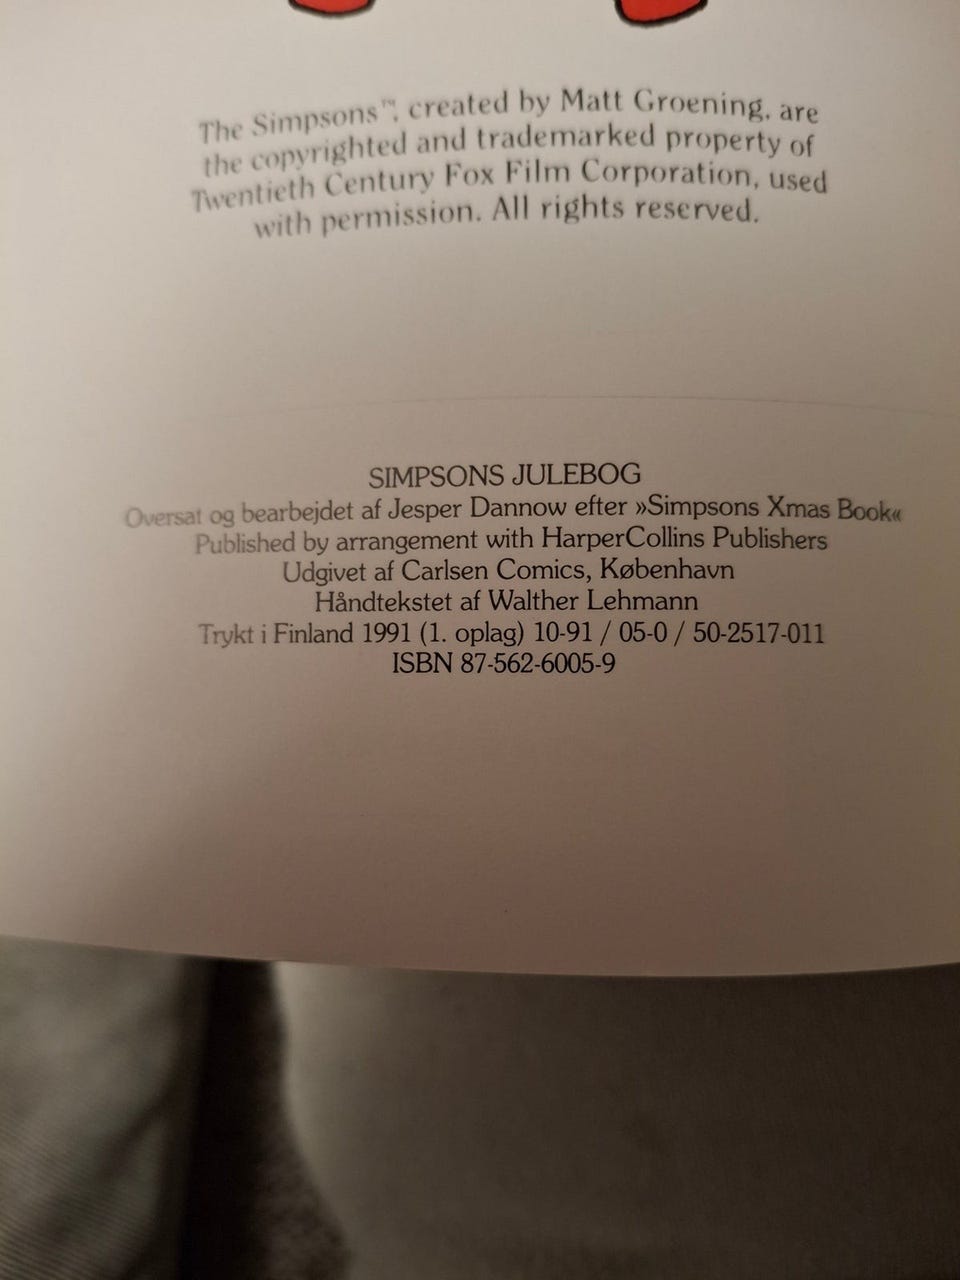 The Simpsons™, created by Matt Groening, are
the copyrighted and trademarked property of
Twentieth Century Fox Film Corporation, used
with permission. All rights reserved.
SIMPSONS JULEBOG
Oversat og bearbejdet af Jesper Dannow efter »Simpsons Xmas Book«
Published by arrangement with HarperCollins Publishers
Udgivet af Carlsen Comics, København
Håndtekstet af Walther Lehmann
Trykt i Finland 1991 (1. oplag) 10-91 / 05-0 / 50-2517-011
ISBN 87-562-6005-9